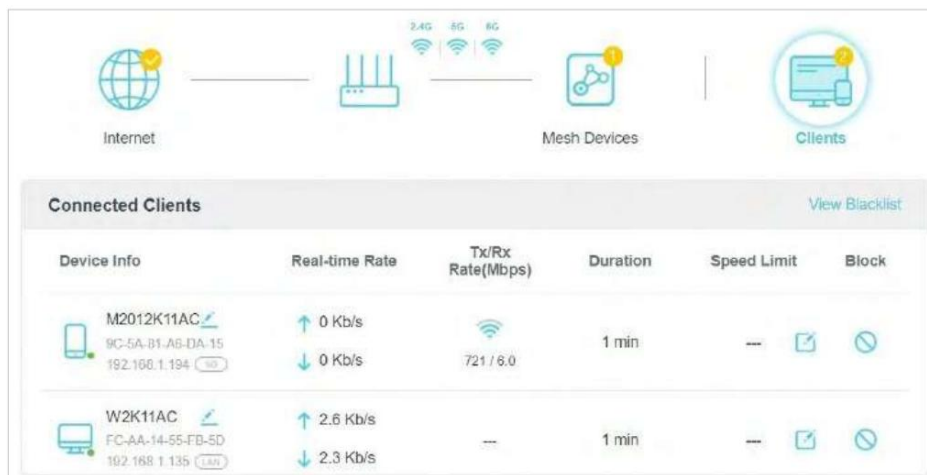 2.4G 5G 6G
1
2
Internet
Mesh Devices
Clients
Connected Clients
View Blacklist
Device Info
Real-time Rate
Tx/Rx
Rate(Mbps)
Duration
Speed Limit
Block
M2012K11AC
9C-5A-81-A6-DA-15
192.168.1.194 5G
↑ 0 Kb/s
↓ 0 Kb/s
721 / 6.0
1 min
---
W2K11AC
FC-AA-14-55-FB-5D
192.168.1.135 LAN
↑ 2.6 Kb/s
↓ 2.3 Kb/s
---
1 min
---